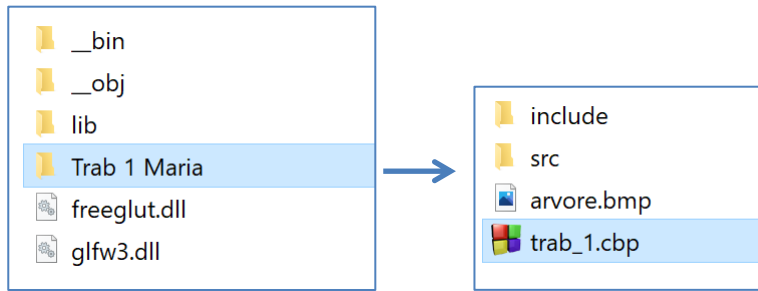 __bin
__obj
lib
Trab 1 Maria
freeglut.dll
glfw3.dll
include
src
arvore.bmp
trab_1.cbp